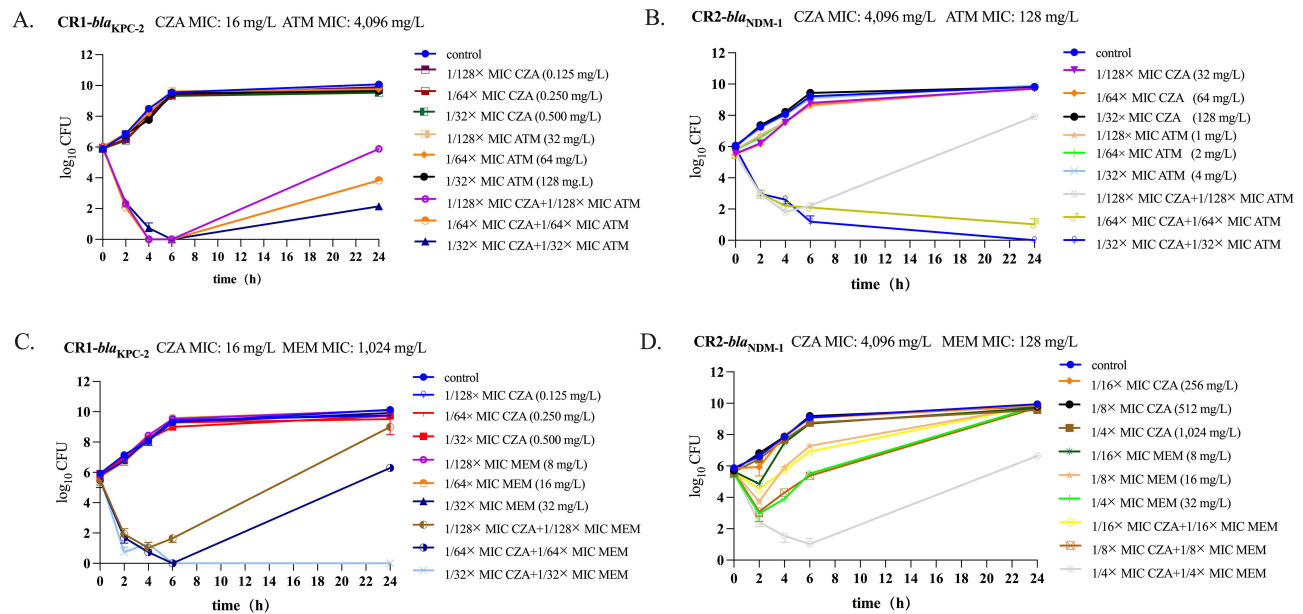 A.
CR1-blaKPC-2 CZA MIC: 16 mg/L ATM MIC: 4,096 mg/L
12
10
8
6
4
2
0
log10 CFU
0 2 4 6 8 10 12 14 16 18 20 22 24
time (h)
control
1/128× MIC CZA (0.125 mg/L)
1/64× MIC CZA (0.250 mg/L)
1/32× MIC CZA (0.500 mg/L)
1/128× MIC ATM (32 mg/L)
1/64× MIC ATM (64 mg/L)
1/32× MIC ATM (128 mg.L)
1/128× MIC CZA+1/128× MIC ATM
1/64× MIC CZA+1/64× MIC ATM
1/32× MIC CZA+1/32× MIC ATM
B.
CR2-blaNDM-1 CZA MIC: 4,096 mg/L ATM MIC: 128 mg/L
12
10
8
6
4
2
0
log10 CFU
0 2 4 6 8 10 12 14 16 18 20 22 24
time (h)
control
1/128× MIC CZA (32 mg/L)
1/64× MIC CZA (64 mg/L)
1/32× MIC CZA (128 mg/L)
1/128× MIC ATM (1 mg/L)
1/64× MIC ATM (2 mg/L)
1/32× MIC ATM (4 mg/L)
1/128× MIC CZA+1/128× MIC ATM
1/64× MIC CZA+1/64× MIC ATM
1/32× MIC CZA+1/32× MIC ATM
C.
CR1-blaKPC-2 CZA MIC: 16 mg/L MEM MIC: 1,024 mg/L
12
10
8
6
4
2
0
log10 CFU
0 2 4 6 8 10 12 14 16 18 20 22 24
time (h)
control
1/128× MIC CZA (0.125 mg/L)
1/64× MIC CZA (0.250 mg/L)
1/32× MIC CZA (0.500 mg/L)
1/128× MIC MEM (8 mg/L)
1/64× MIC MEM (16 mg/L)
1/32× MIC MEM (32 mg/L)
1/128× MIC CZA+1/128× MIC MEM
1/64× MIC CZA+1/64× MIC MEM
1/32× MIC CZA+1/32× MIC MEM
D.
CR2-blaNDM-1 CZA MIC: 4,096 mg/L MEM MIC: 128 mg/L
12
10
8
6
4
2
0
log10 CFU
0 2 4 6 8 10 12 14 16 18 20 22 24
time (h)
control
1/16× MIC CZA (256 mg/L)
1/8× MIC CZA (512 mg/L)
1/4× MIC CZA (1,024 mg/L)
1/16× MIC MEM (8 mg/L)
1/8× MIC MEM (16 mg/L)
1/4× MIC MEM (32 mg/L)
1/16× MIC CZA+1/16× MIC MEM
1/8× MIC CZA+1/8× MIC MEM
1/4× MIC CZA+1/4× MIC MEM